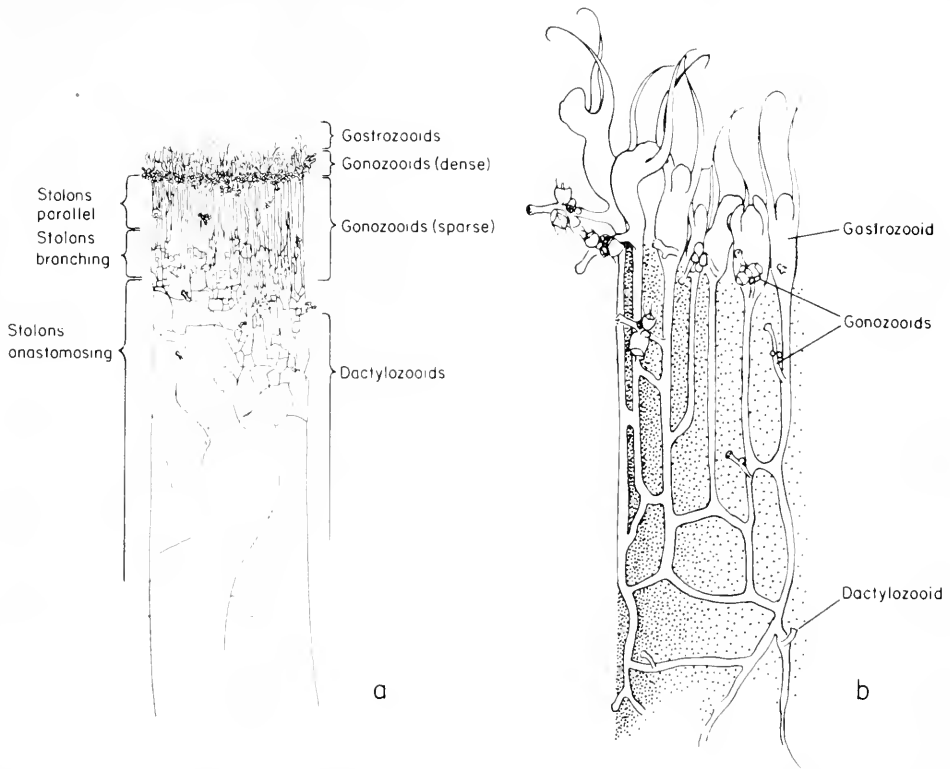 Gastrozooids
Gonozooids (dense)
Stolons
parallel
Gonozooids (sparse)
Stolons
branching
Stolons
anastomosing
Dactylozooids
a
Gastrozooid
Gonozooids
Dactylozooid
b